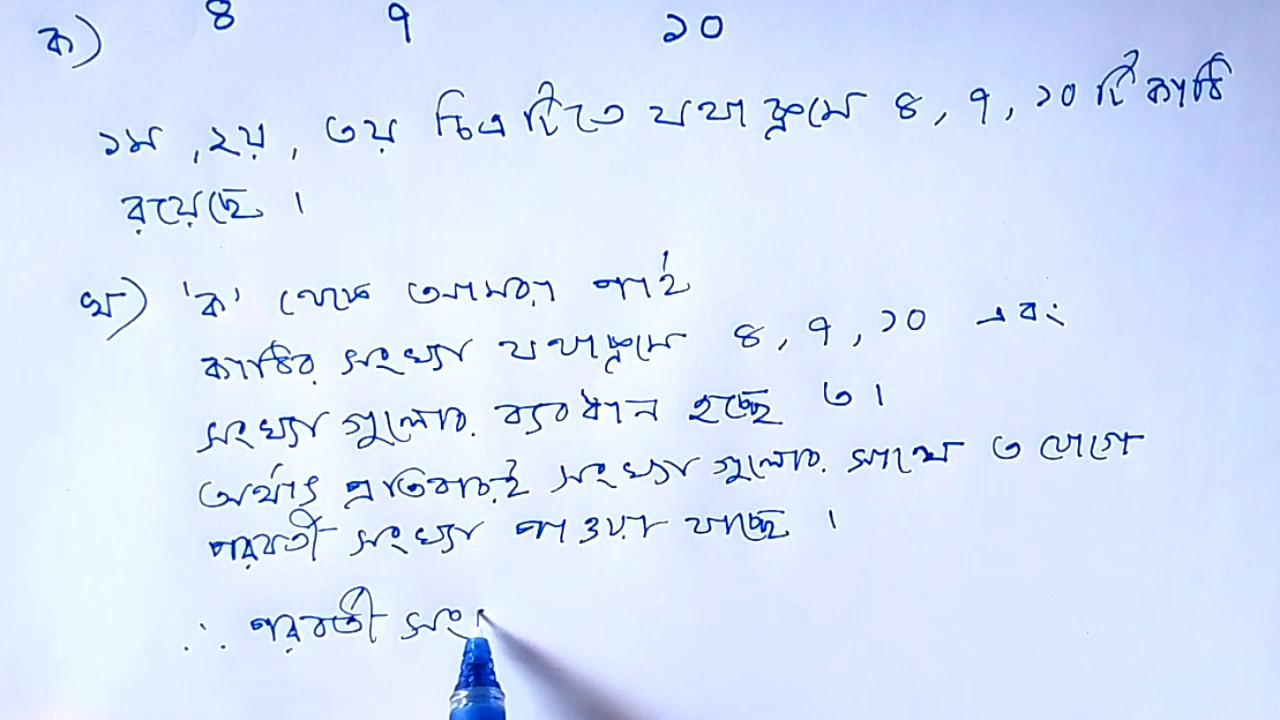 ক) ৪ ৭ ১০
১ম, ২য়, ৩য় চিত্রটিতে যথাক্রমে ৪, ৭, ১০ টি কাঠি
রয়েছে।
খ) 'ক' থেকে আমরা পাই
কাঠির সংখ্যা যথাক্রমে ৪, ৭, ১০ এবং
সংখ্যা গুলোর ব্যবধান হচ্ছে ৩।
অর্থাৎ প্রতিবারই সংখ্যা গুলোর সাথে ৩ যোগে
পরবর্তী সংখ্যা পাওয়া যাচ্ছে।
∴ পরবর্তী সং